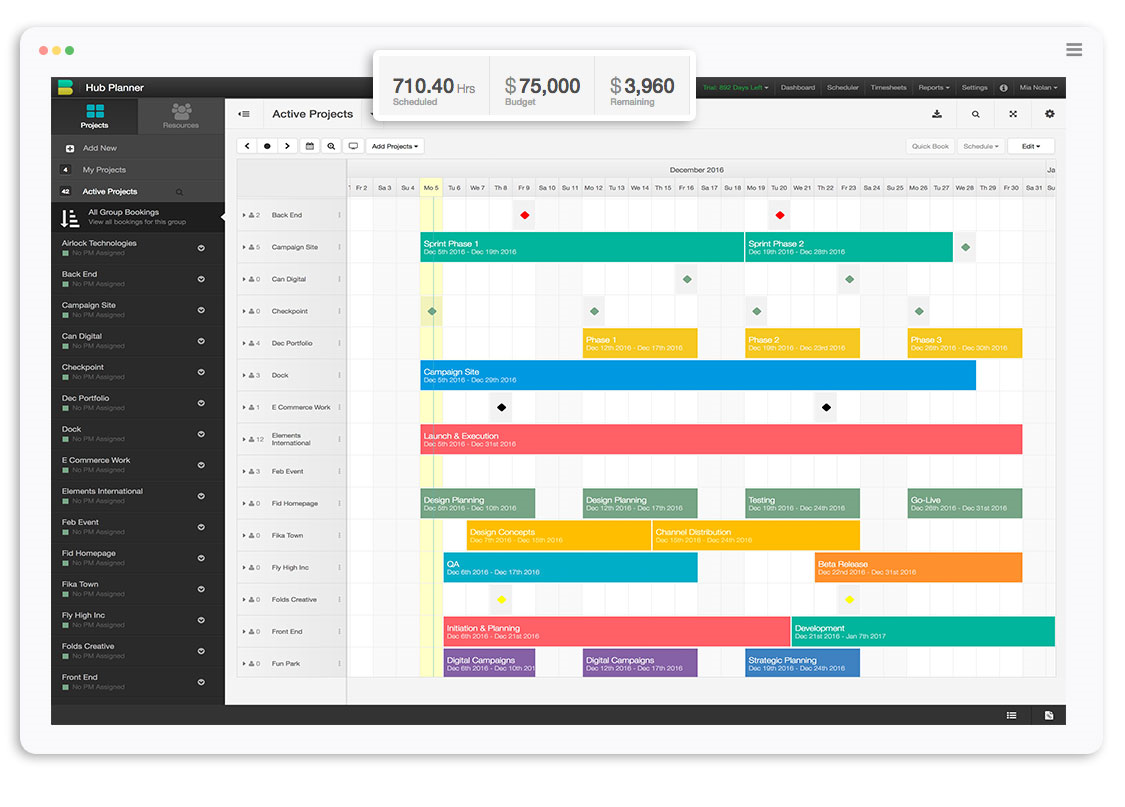 710.40 Hrs
Scheduled
$ 75,000
Budget
$ 3,960
Remaining
Hub Planner
Trial: 892 Days Left
Dashboard
Scheduler
Timesheets
Reports
Settings
Mia Nolan
Projects
Resources
Active Projects
Add New
Add Projects
Quick Book
Schedule
Edit
4 My Projects
42 Active Projects
All Group Bookings
View all bookings for this group
Airlock Technologies
No PM Assigned
Back End
No PM Assigned
Campaign Site
No PM Assigned
Can Digital
No PM Assigned
Checkpoint
No PM Assigned
Dec Portfolio
No PM Assigned
Dock
No PM Assigned
E Commerce Work
No PM Assigned
Elements International
No PM Assigned
Feb Event
No PM Assigned
Fid Homepage
No PM Assigned
Fika Town
No PM Assigned
Fly High Inc
No PM Assigned
Folds Creative
No PM Assigned
Front End
No PM Assigned
December 2016
Ja
Fr 2 Sa 3 Su 4 Mo 5 Tu 6 We 7 Th 8 Fr 9 Sa 10 Su 11 Mo 12 Tu 13 We 14 Th 15 Fr 16 Sa 17 Su 18 Mo 19 Tu 20 We 21 Th 22 Fr 23 Sa 24 Su 25 Mo 26 Tu 27 We 28 Th 29 Fr 30 Sa 31 Su
2 Back End
5 Campaign Site
Sprint Phase 1
Dec 5th 2016 - Dec 19th 2016
Sprint Phase 2
Dec 19th 2016 - Dec 28th 2016
0 Can Digital
0 Checkpoint
4 Dec Portfolio
Phase 1
Dec 12th 2016 - Dec 17th 2016
Phase 2
Dec 19th 2016 - Dec 23rd 2016
Phase 3
Dec 26th 2016 - Dec 30th 2016
3 Dock
Campaign Site
Dec 5th 2016 - Dec 29th 2016
1 E Commerce Work
12 Elements
International
Launch & Execution
Dec 5th 2016 - Dec 31st 2016
3 Feb Event
0 Fid Homepage
Design Planning
Dec 5th 2016 - Dec 10th 2016
Design Planning
Dec 12th 2016 - Dec 17th 2016
Testing
Dec 19th 2016 - Dec 24th 2016
Go-Live
Dec 26th 2016 - Dec 31st 2016
0 Fika Town
Design Concepts
Dec 7th 2016 - Dec 15th 2016
Channel Distribution
Dec 15th 2016 - Dec 24th 2016
0 Fly High Inc
QA
Dec 6th 2016 - Dec 17th 2016
Beta Release
Dec 22nd 2016 - Dec 31st 2016
0 Folds Creative
0 Front End
Initiation & Planning
Dec 6th 2016 - Dec 21st 2016
Development
Dec 21st 2016 - Jan 7th 2017
0 Fun Park
Digital Campaigns
Dec 6th 2016 - Dec 10th 201
Digital Campaigns
Dec 12th 2016 - Dec 17th 2016
Strategic Planning
Dec 19th 2016 - Dec 24th 2016